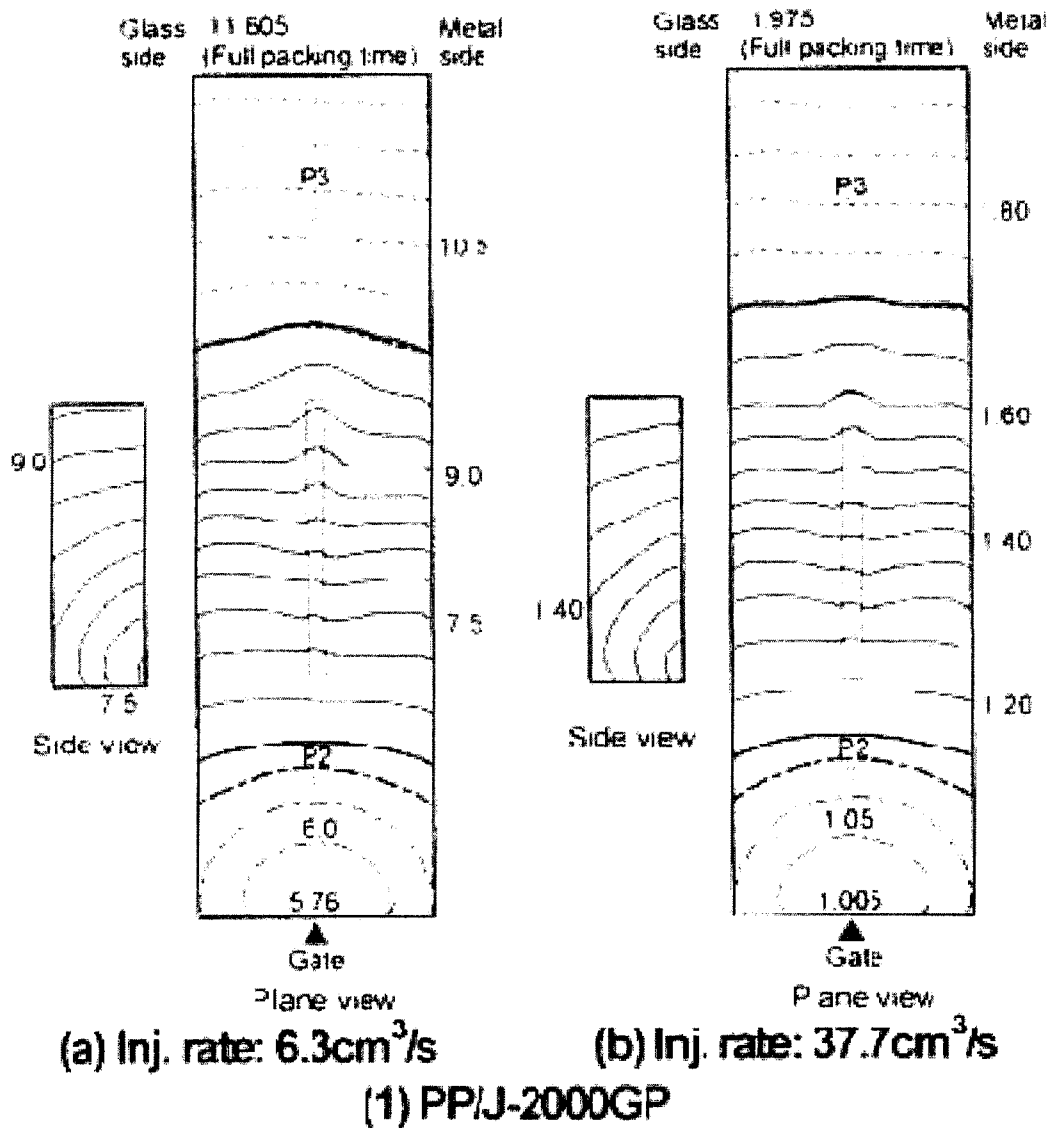 Glass side
11 605
(Full packing time)
Metal side
P3
10 5
9 0
9.0
7 5
7 5
Side view
P2
6.0
5.76
Gate
Plane view
(a) Inj. rate: 6.3cm³/s
Glass side
1 975
(Full packing time)
Metal side
P3
.80
1.60
1 40
1 40
1 20
Side view
P2
1.05
1.005
Gate
P ane view
(b) Inj. rate: 37.7cm³/s
(1) PP/J-2000GP